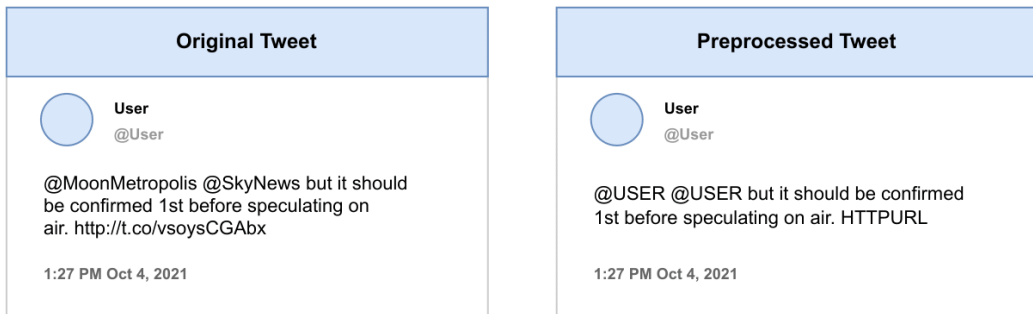 Original Tweet
User
@User
@MoonMetropolis @SkyNews but it should
be confirmed 1st before speculating on
air. http://t.co/vsoysCGAbx
1:27 PM Oct 4, 2021
Preprocessed Tweet
User
@User
@USER @USER but it should be confirmed
1st before speculating on air. HTTPURL
1:27 PM Oct 4, 2021